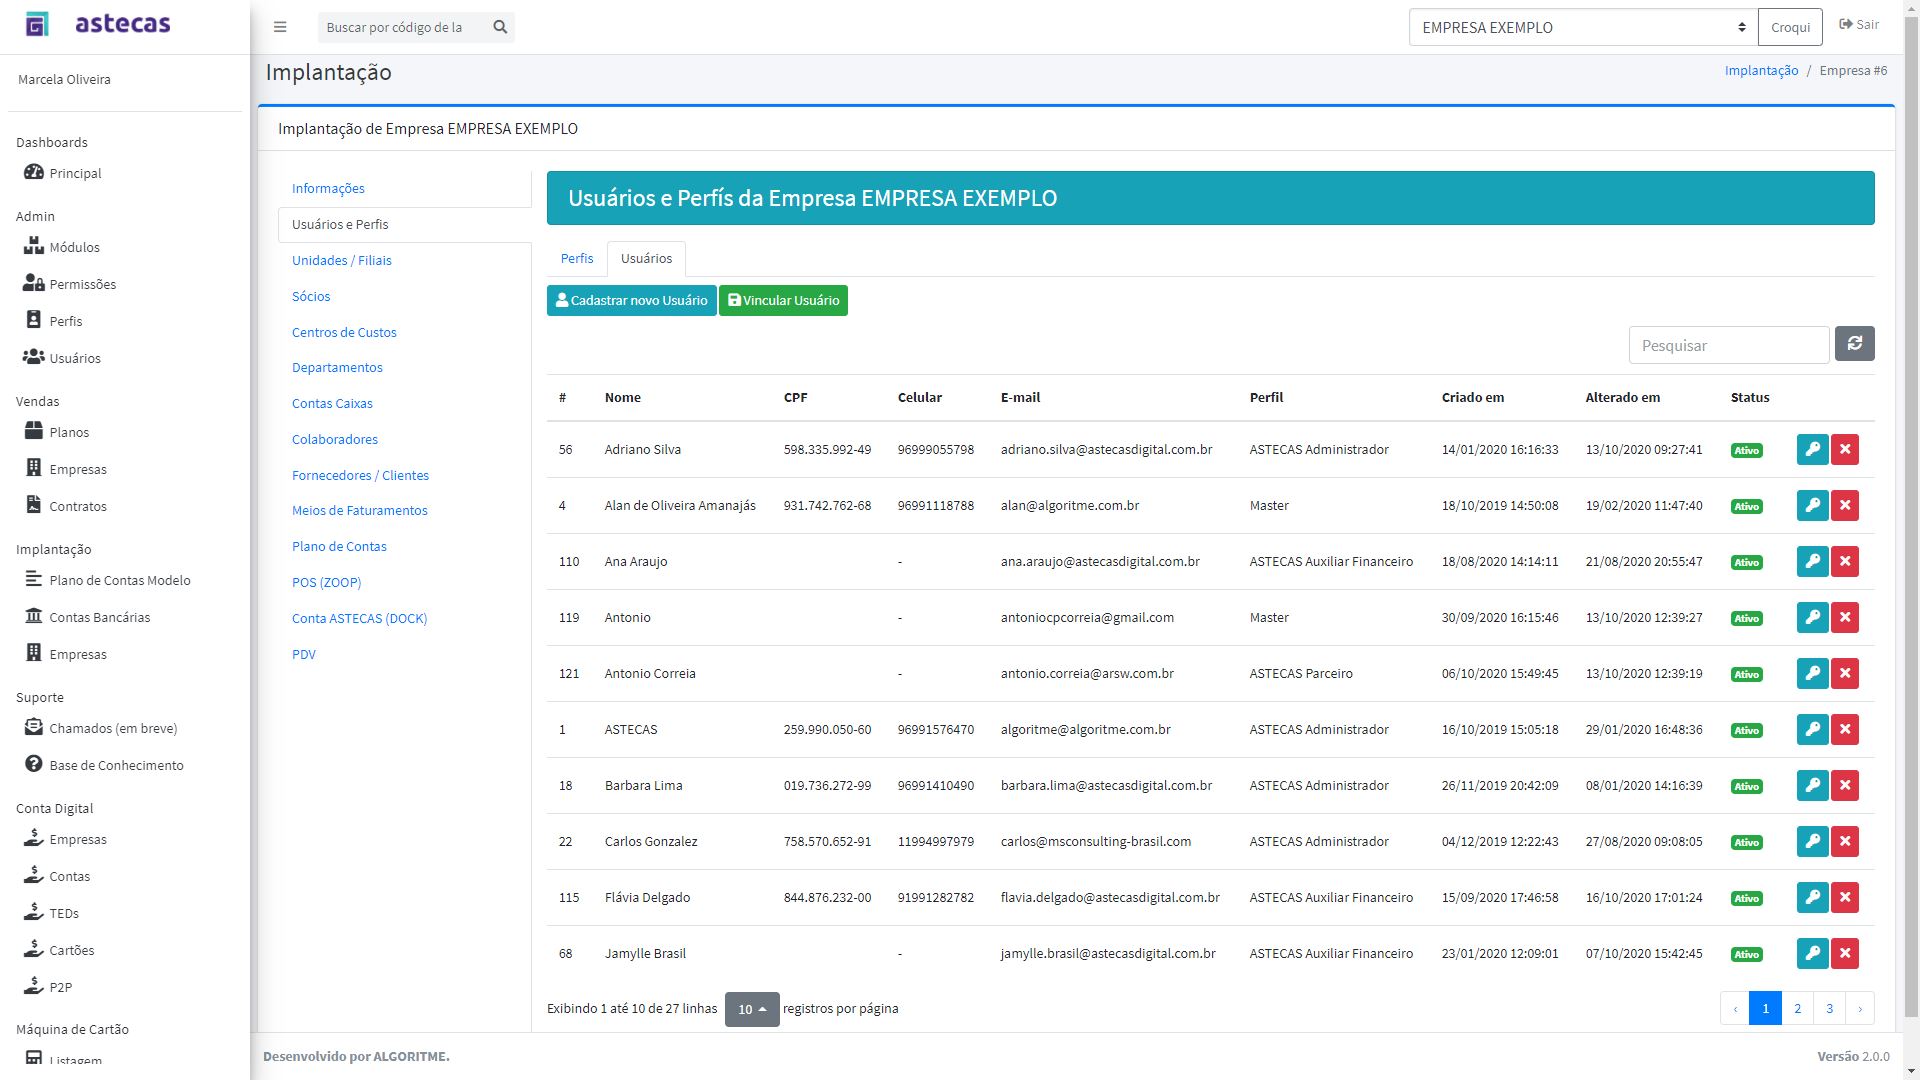 astecas
Buscar por código de la
EMPRESA EXEMPLO
Croqui
Sair
Marcela Oliveira
Dashboards
Principal
Admin
Módulos
Permissões
Perfis
Usuários
Vendas
Planos
Empresas
Contratos
Implantação
Plano de Contas Modelo
Contas Bancárias
Empresas
Suporte
Chamados (em breve)
Base de Conhecimento
Conta Digital
Empresas
Contas
TEDs
Cartões
P2P
Máquina de Cartão
Listagem
Implantação
Implantação / Empresa #6
Implantação de Empresa EMPRESA EXEMPLO
Informações
Usuários e Perfis
Unidades / Filiais
Sócios
Centros de Custos
Departamentos
Contas Caixas
Colaboradores
Fornecedores / Clientes
Meios de Faturamentos
Plano de Contas
POS (ZOOP)
Conta ASTECAS (DOCK)
PDV
Usuários e Perfís da Empresa EMPRESA EXEMPLO
Perfis Usuários
Cadastrar novo Usuário Vincular Usuário
Pesquisar
# Nome CPF Celular E-mail Perfil Criado em Alterado em Status
56 Adriano Silva 598.335.992-49 96999055798 adriano.silva@astecasdigital.com.br ASTECAS Administrador 14/01/2020 16:16:33 13/10/2020 09:27:41 Ativo
4 Alan de Oliveira Amanajás 931.742.762-68 96991118788 alan@algoritme.com.br Master 18/10/2019 14:50:08 19/02/2020 11:47:40 Ativo
110 Ana Araujo - ana.araujo@astecasdigital.com.br ASTECAS Auxiliar Financeiro 18/08/2020 14:14:11 21/08/2020 20:55:47 Ativo
119 Antonio - antoniocpcorreia@gmail.com Master 30/09/2020 16:15:46 13/10/2020 12:39:27 Ativo
121 Antonio Correia - antonio.correia@arsw.com.br ASTECAS Parceiro 06/10/2020 15:49:45 13/10/2020 12:39:19 Ativo
1 ASTECAS 259.990.050-60 96991576470 algoritme@algoritme.com.br ASTECAS Administrador 16/10/2019 15:05:18 29/01/2020 16:48:36 Ativo
18 Barbara Lima 019.736.272-99 96991410490 barbara.lima@astecasdigital.com.br ASTECAS Administrador 26/11/2019 20:42:09 08/01/2020 14:16:39 Ativo
22 Carlos Gonzalez 758.570.652-91 11994997979 carlos@msconsulting-brasil.com ASTECAS Administrador 04/12/2019 12:22:43 27/08/2020 09:08:05 Ativo
115 Flávia Delgado 844.876.232-00 91991282782 flavia.delgado@astecasdigital.com.br ASTECAS Auxiliar Financeiro 15/09/2020 17:46:58 16/10/2020 17:01:24 Ativo
68 Jamylle Brasil - jamylle.brasil@astecasdigital.com.br ASTECAS Auxiliar Financeiro 23/01/2020 12:09:01 07/10/2020 15:42:45 Ativo
Exibindo 1 até 10 de 27 linhas 10 registros por página
‹ 1 2 3 ›
Desenvolvido por ALGORITME.
Versão 2.0.0